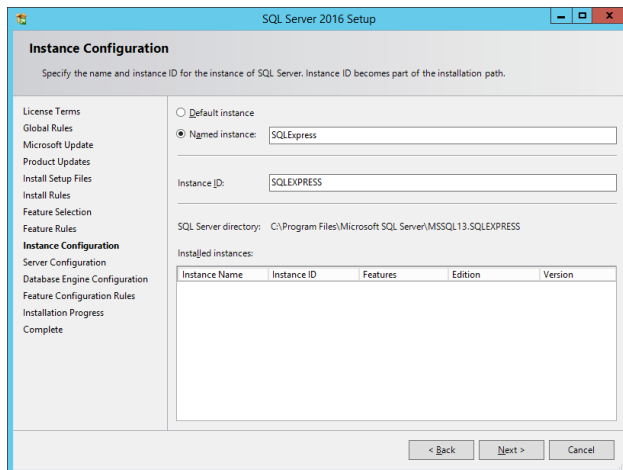 SQL Server 2016 Setup
Instance Configuration
Specify the name and instance ID for the instance of SQL Server. Instance ID becomes part of the installation path.
License Terms
Global Rules
Microsoft Update
Product Updates
Install Setup Files
Install Rules
Feature Selection
Feature Rules
Instance Configuration
Server Configuration
Database Engine Configuration
Feature Configuration Rules
Installation Progress
Complete
Default instance
Named instance: SQLExpress
Instance ID: SQLEXPRESS
SQL Server directory: C:\Program Files\Microsoft SQL Server\MSSQL13.SQLEXPRESS
Installed instances:
Instance Name Instance ID Features Edition Version
< Back Next > Cancel